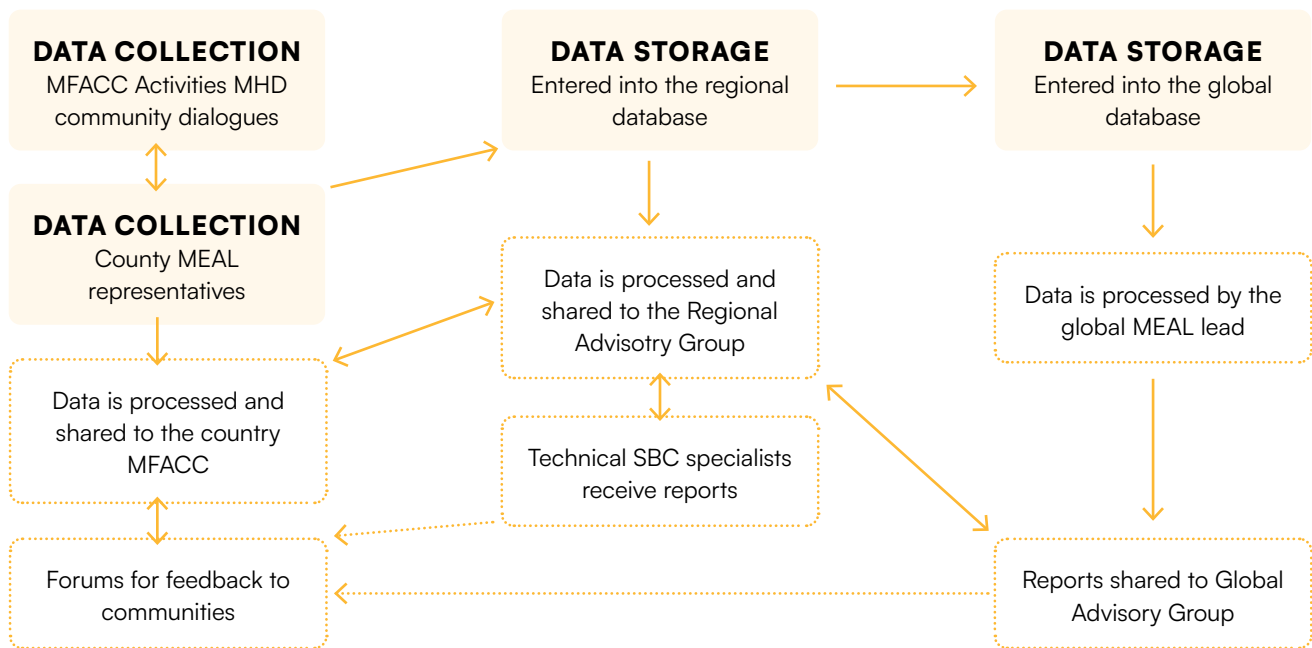 DATA COLLECTION
MFACC Activities MHD
community dialogues
DATA COLLECTION
County MEAL
representatives
Data is processed and
shared to the country
MFACC
Forums for feedback to
communities
DATA STORAGE
Entered into the regional
database
Data is processed and
shared to the Regional
Advisotry Group
Technical SBC specialists
receive reports
DATA STORAGE
Entered into the global
database
Data is processed by the
global MEAL lead
Reports shared to Global
Advisory Group